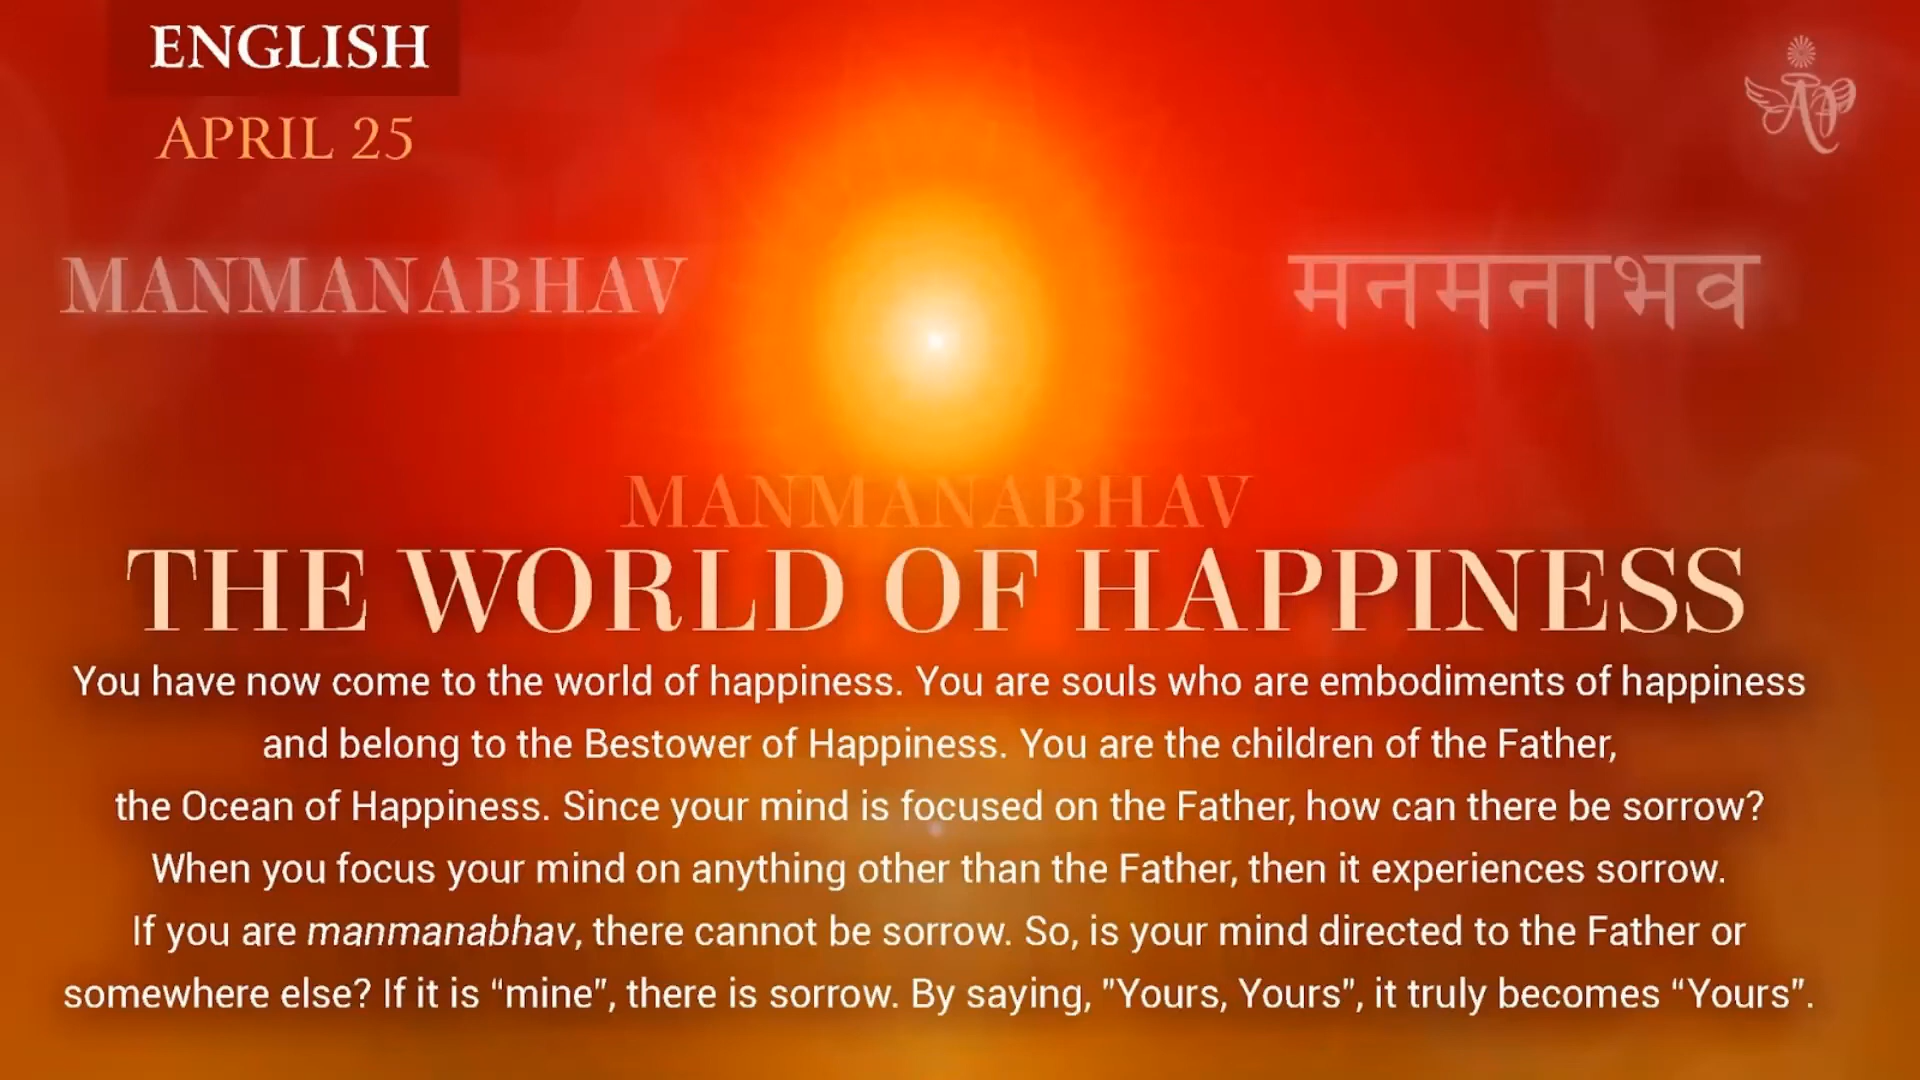 ENGLISH
APRIL 25
MANMANABHAV
मनमनाभव
MANMANABHAV
THE WORLD OF HAPPINESS
You have now come to the world of happiness. You are souls who are embodiments of happiness
and belong to the Bestower of Happiness. You are the children of the Father,
the Ocean of Happiness. Since your mind is focused on the Father, how can there be sorrow?
When you focus your mind on anything other than the Father, then it experiences sorrow.
If you are manmanabhav, there cannot be sorrow. So, is your mind directed to the Father or
somewhere else? If it is “mine”, there is sorrow. By saying, "Yours, Yours", it truly becomes “Yours”.